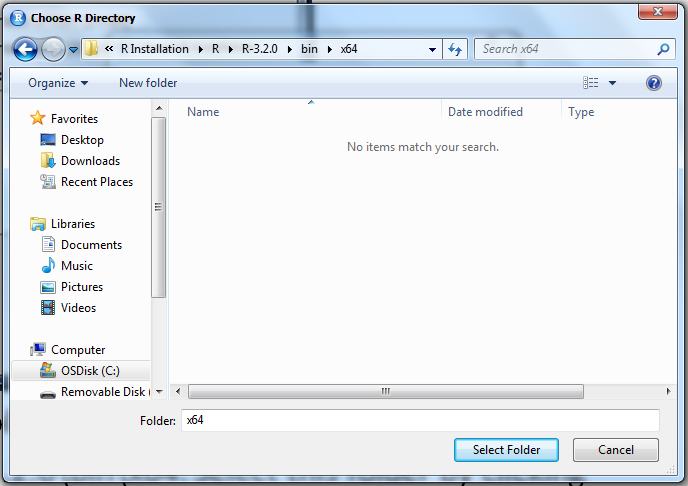 Choose R Directory
« R Installation R R-3.2.0 bin x64 Search x64
Organize New folder
Name Date modified Type
No items match your search.
Favorites
Desktop
Downloads
Recent Places
Libraries
Documents
Music
Pictures
Videos
Computer
OSDisk (C:)
Removable Disk (
Folder: x64
Select Folder Cancel